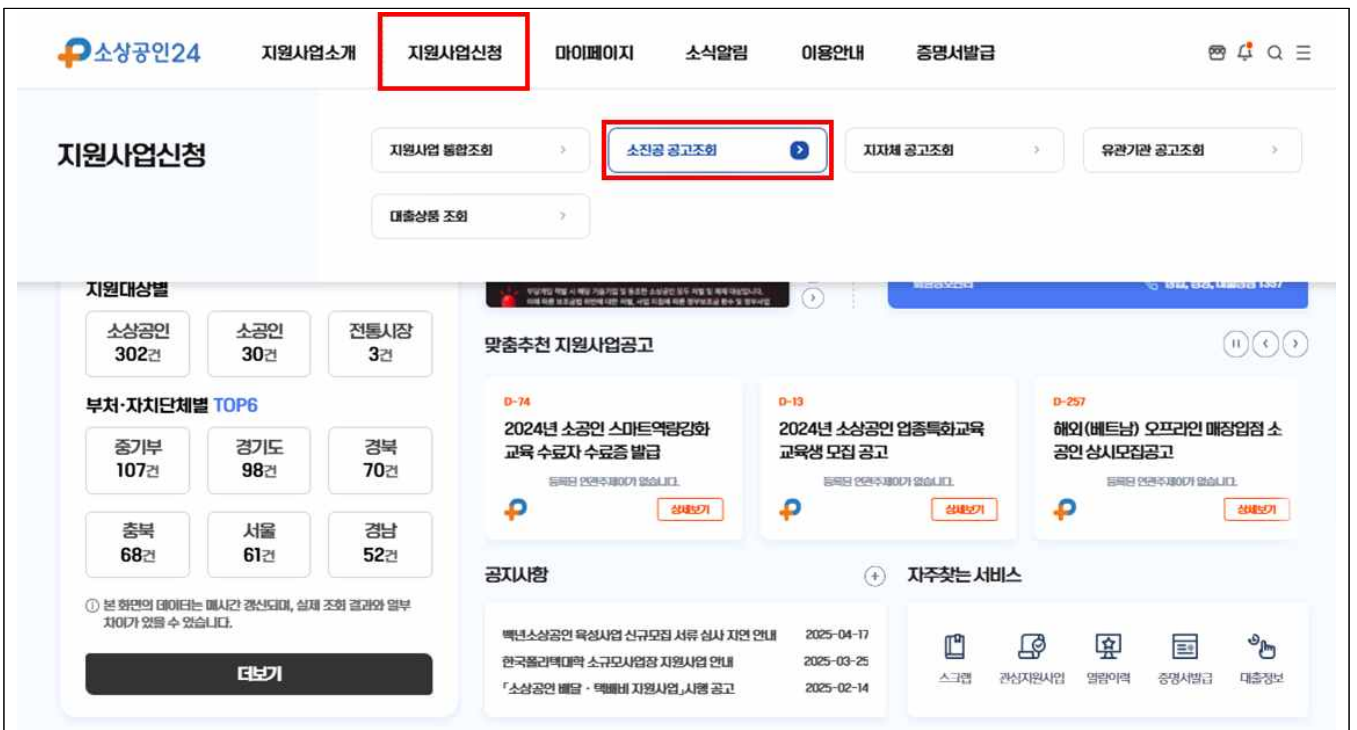 소상공인24
지원사업소개 지원사업신청 마이페이지 소식알림 이용안내 증명서발급
지원사업신청
지원사업 통합조회 소진공 공고조회 지자체 공고조회 유관기관 공고조회
대출상품 조회
지원대상별
소상공인 소공인 전통시장
302건 30건 3건
부처·자치단체별 TOP6
중기부 경기도 경북
107건 98건 70건
충북 서울 경남
68건 61건 52건
ⓘ 본 화면의 데이터는 매시간 갱신되며, 실제 조회 결과와 일부
차이가 있을 수 있습니다.
더보기
맞춤추천 지원사업공고
D-74
2024년 소공인 스마트역량강화
교육 수료자 수료증 발급
등록된 연관주제어가 없습니다.
상세보기
D-13
2024년 소상공인 업종특화교육
교육생 모집 공고
등록된 연관주제어가 없습니다.
상세보기
D-257
해외(베트남) 오프라인 매장입점 소
공인 상시모집공고
등록된 연관주제어가 없습니다.
상세보기
공지사항
백년소상공인 육성사업 신규모집 서류 심사 지연 안내 2025-04-17
한국폴리텍대학 소규모사업장 지원사업 안내 2025-03-25
「소상공인 배달·택배비 지원사업」시행 공고 2025-02-14
자주찾는 서비스
스크랩 관심지원사업 열람이력 증명서발급 대출정보